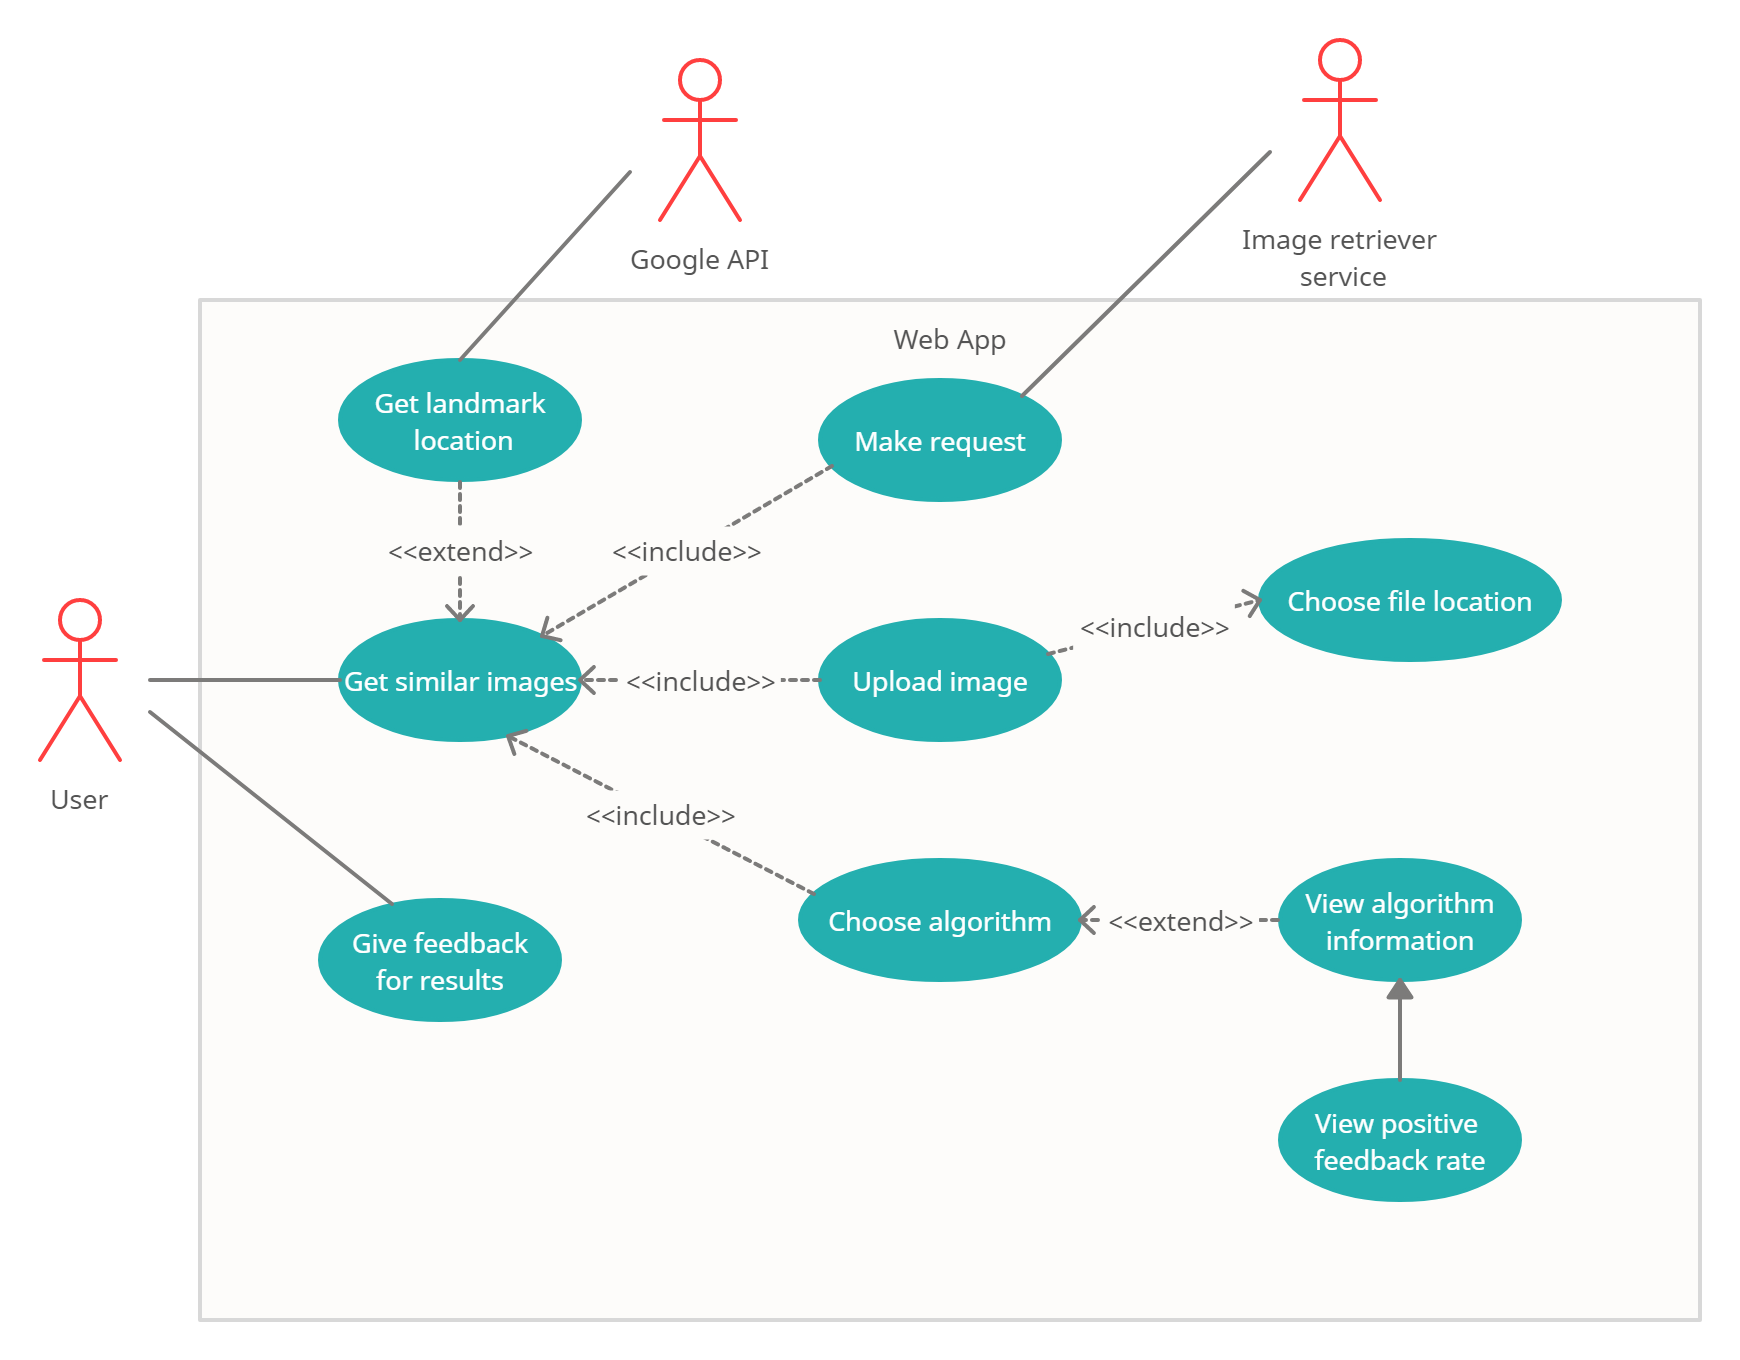 Google API
Image retriever
service
Web App
Get landmark
location
Make request
<<extend>>
<<include>>
Choose file location
<<include>>
User
Get similar images
<<include>>
Upload image
<<include>>
Choose algorithm
<<extend>>
View algorithm
information
Give feedback
for results
View positive
feedback rate